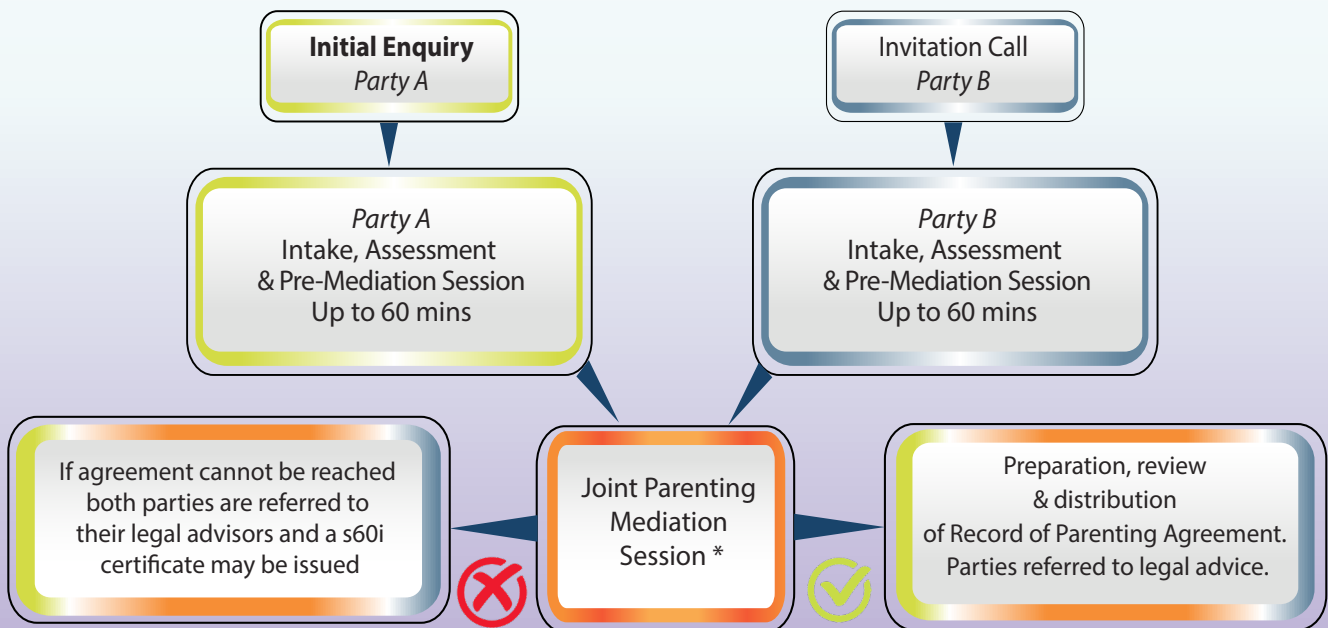 Initial Enquiry
Party A
Invitation Call
Party B
Party A
Intake, Assessment
& Pre-Mediation Session
Up to 60 mins
Party B
Intake, Assessment
& Pre-Mediation Session
Up to 60 mins
If agreement cannot be reached
both parties are referred to
their legal advisors and a s60i
certificate may be issued
Joint Parenting
Mediation
Session *
Preparation, review
& distribution
of Record of Parenting Agreement.
Parties referred to legal advice.